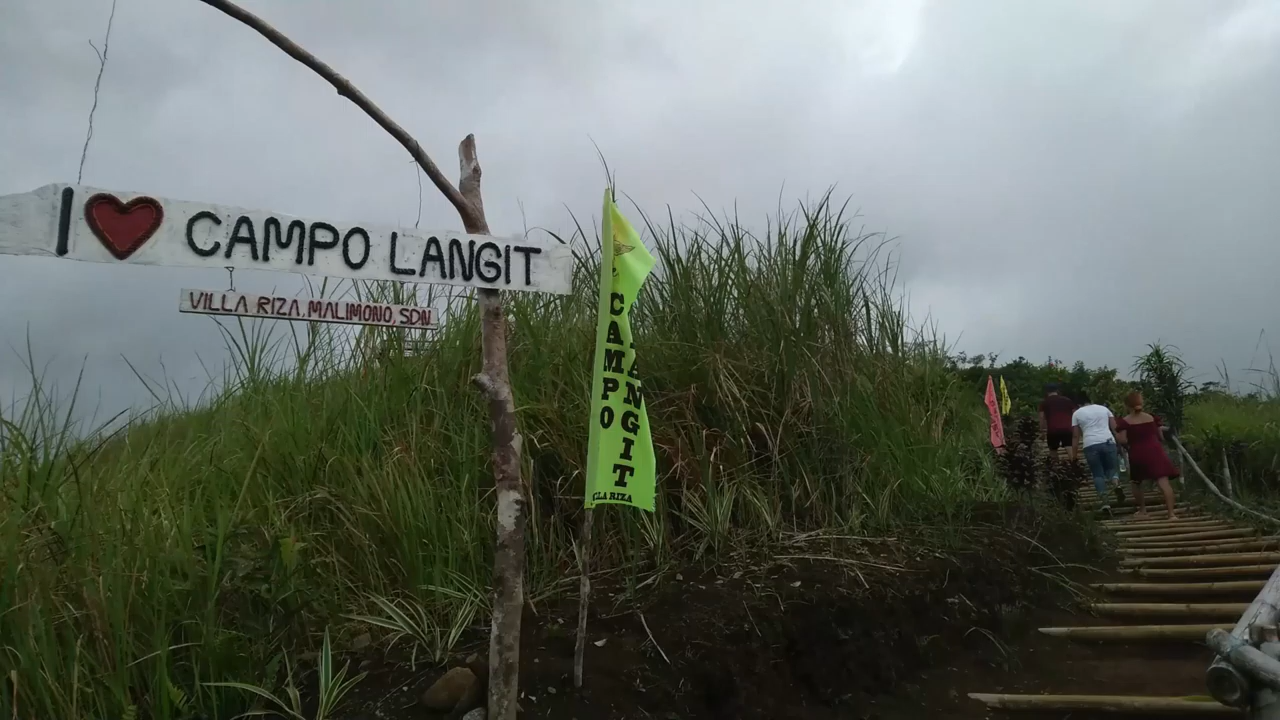 I ❤ CAMPO LANGIT
VILLA RIZA, MALIMONO, SDN.
CAMPO
LANGIT
VILLA RIZA